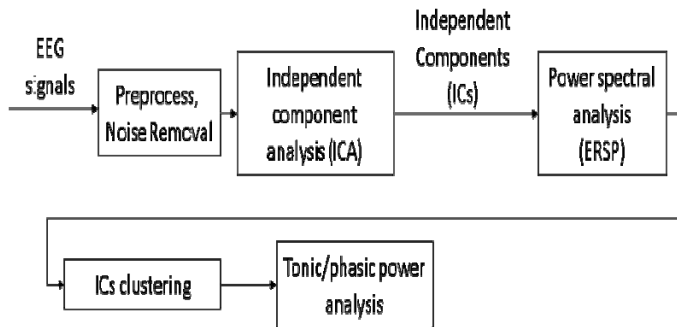 EEG
signals
Preprocess,
Noise Removal
Independent
component
analysis (ICA)
Independent
Components
(ICs)
Power spectral
analysis
(ERSP)
ICs clustering
Tonic/phasic power
analysis